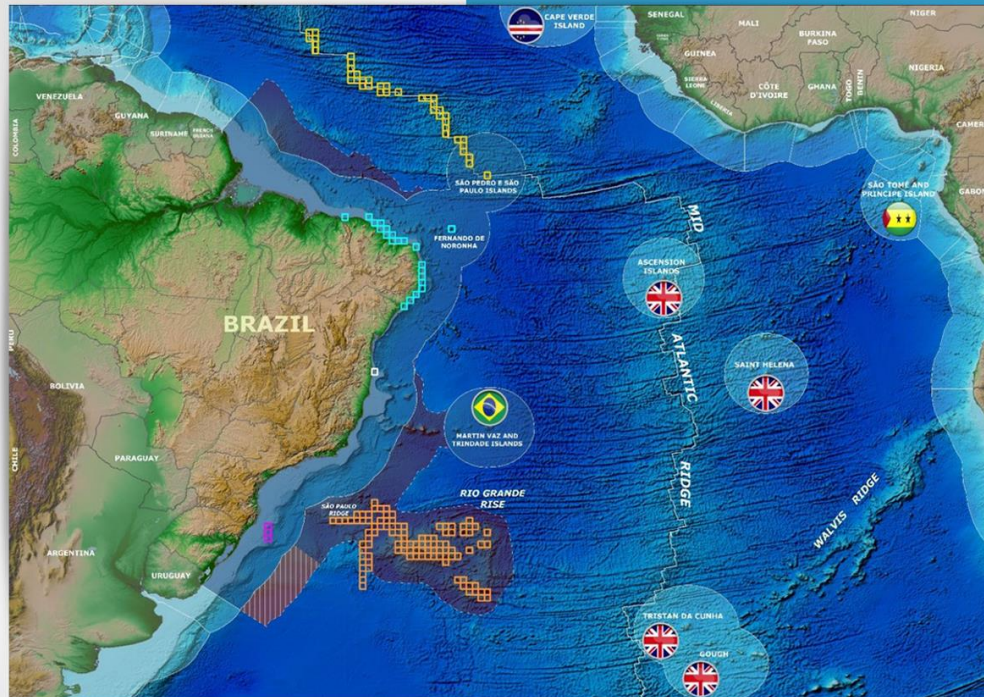 CAPE VERDE
ISLAND
SENEGAL
MALI
NIGER
BURKINA
FASO
GUINEA
NIGERIA
SIERRA
LEONE
CÔTE
D'IVOIRE
GHANA
TOGO
BENIN
LIBERIA
CAMER
VENEZUELA
GUYANA
SURINAME
FRENCH
GUIANA
COLOMBIA
SÃO PEDRO E SÃO
PAULO ISLANDS
SÃO TOMÉ AND
PRINCIPE ISLAND
GABO
FERNANDO DE
NORONHA
MID
ATLANTIC
RIDGE
ASCENSION
ISLANDS
BRAZIL
PERU
SAINT HELENA
BOLIVIA
MARTIN VAZ AND
TRINDADE ISLANDS
PARAGUAY
CHILE
RIO GRANDE
RISE
SÃO PAULO
RIDGE
WALVIS RIDGE
ARGENTINA
URUGUAY
TRISTAN DA CUNHA
GOUGH